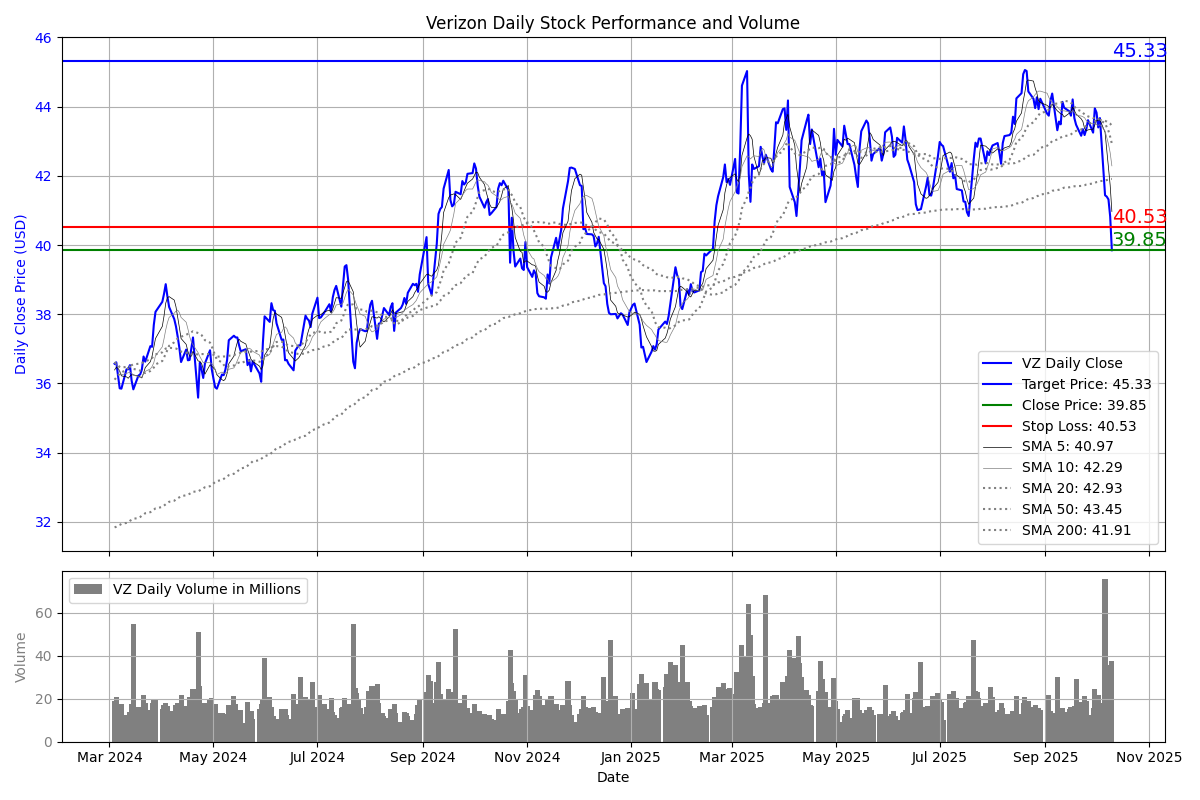 Verizon Daily Stock Performance and Volume
46
45.33
44
42
40.53
40
39.85
38
36
34
32
Daily Close Price (USD)
VZ Daily Close
Target Price: 45.33
Close Price: 39.85
Stop Loss: 40.53
SMA 5: 40.97
SMA 10: 42.29
SMA 20: 42.93
SMA 50: 43.45
SMA 200: 41.91
VZ Daily Volume in Millions
60
40
20
0
Volume
Mar 2024 May 2024 Jul 2024 Sep 2024 Nov 2024 Jan 2025 Mar 2025 May 2025 Jul 2025 Sep 2025 Nov 2025
Date